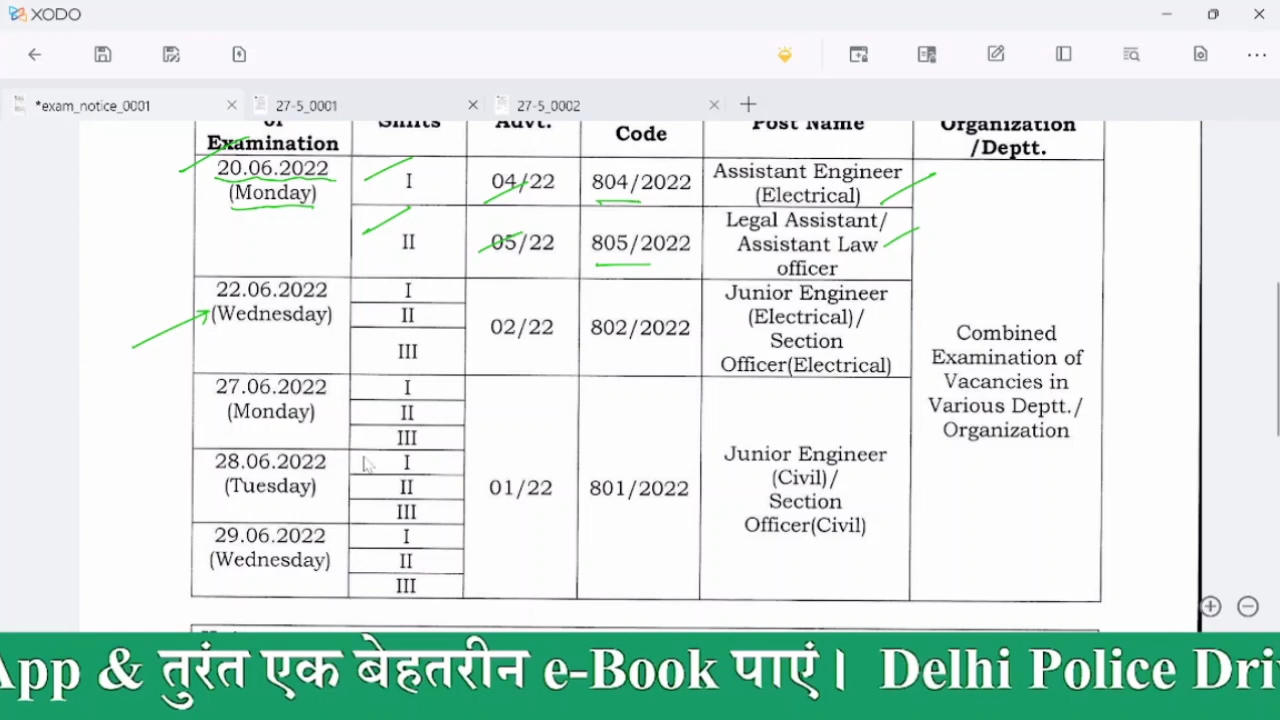 XODO
*exam_notice_0001
27-5_0001
27-5_0002
of
Examination
Shifts
Advt.
Code
Post Name
Organization
/Deptt.
20.06.2022
(Monday)
I
04/22
804/2022
Assistant Engineer
(Electrical)
II
05/22
805/2022
Legal Assistant/
Assistant Law
officer
22.06.2022
(Wednesday)
I
II
III
02/22
802/2022
Junior Engineer
(Electrical)/
Section
Officer(Electrical)
Combined
Examination of
Vacancies in
Various Deptt./
Organization
27.06.2022
(Monday)
I
II
III
28.06.2022
(Tuesday)
I
II
III
29.06.2022
(Wednesday)
I
II
III
01/22
801/2022
Junior Engineer
(Civil)/
Section
Officer(Civil)
App & तुरंत एक बेहतरीन e-Book पाएं। Delhi Police Dri